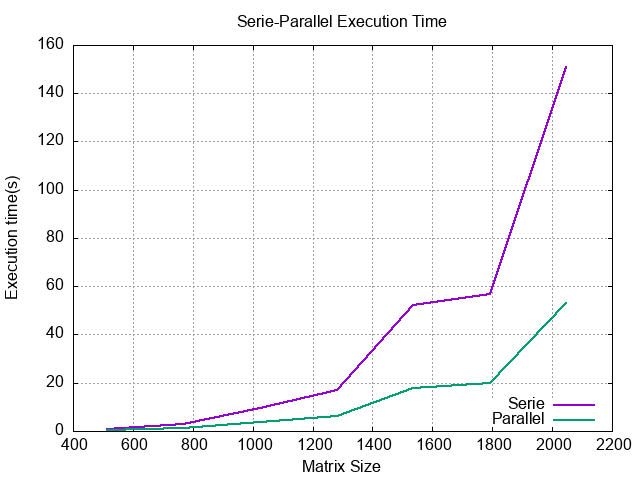 Serie-Parallel Execution Time
160
140
120
100
80
60
40
20
0
Execution time(s)
Serie
Parallel
400 600 800 1000 1200 1400 1600 1800 2000 2200
Matrix Size